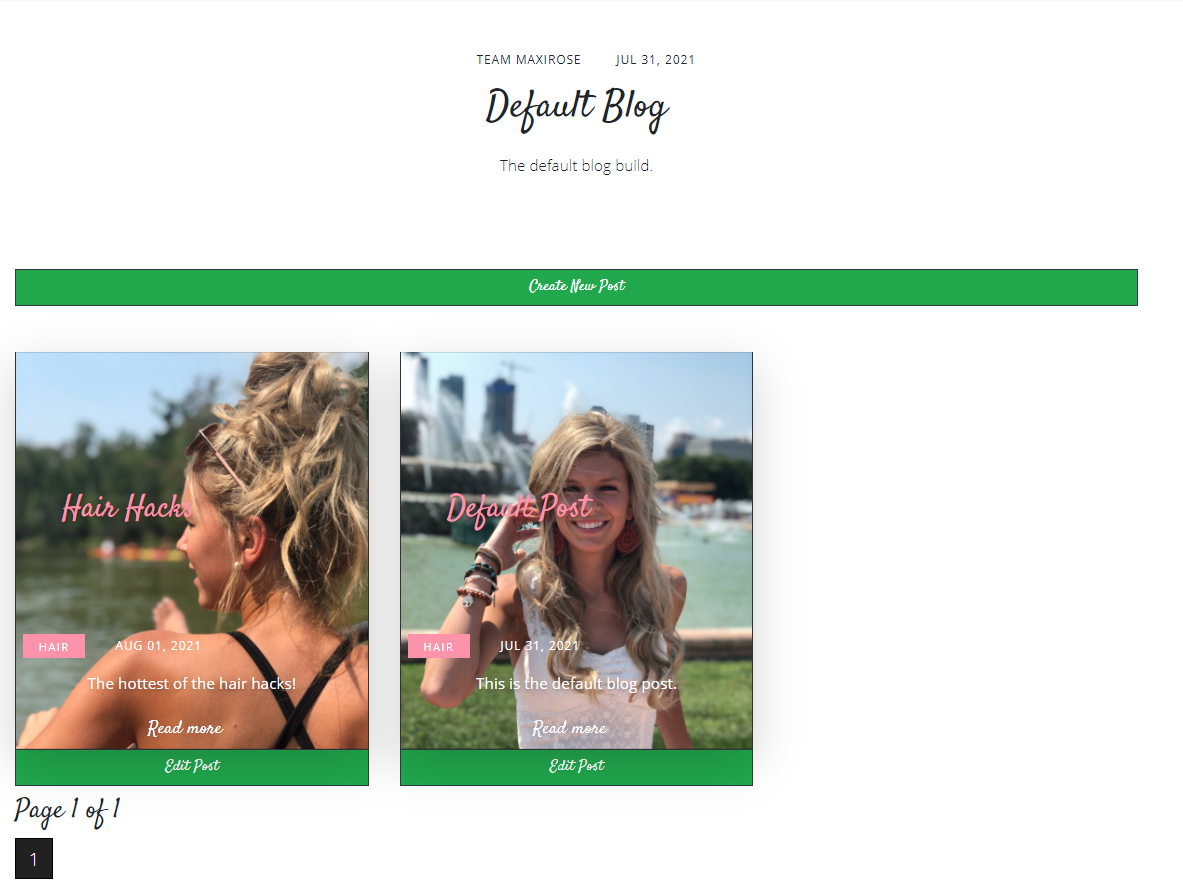 TEAM MAXIROSE JUL 31, 2021
Default Blog
The default blog build.
Create New Post
Hair Hacks
HAIR AUG 01, 2021
The hottest of the hair hacks!
Read more
Edit Post
Default Post
HAIR JUL 31, 2021
This is the default blog post.
Read more
Edit Post
Page 1 of 1
1